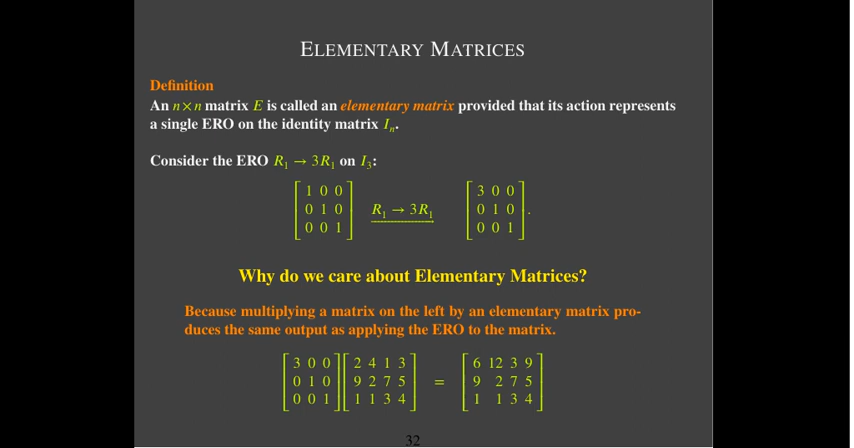 ELEMENTARY MATRICES
Definition
An n×n matrix E is called an elementary matrix provided that its action represents
a single ERO on the identity matrix Iₙ.
Consider the ERO R₁ → 3R₁ on I₃:
1 0 0   3 0 0
0 1 0   R₁ → 3R₁   0 1 0 .
0 0 1   0 0 1
Why do we care about Elementary Matrices?
Because multiplying a matrix on the left by an elementary matrix pro-
duces the same output as applying the ERO to the matrix.
3 0 0   2 4 1 3   6 12 3 9
0 1 0   9 2 7 5   =   9 2 7 5
0 0 1   1 1 3 4   1 1 3 4
32